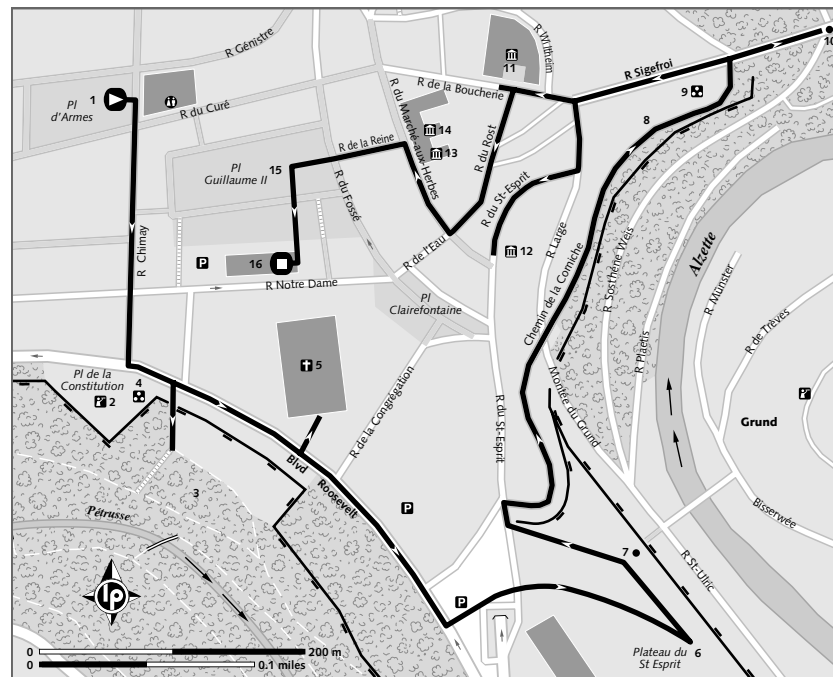 R Génistre
R Wiltheim
10
11
R Sigefroi
R de la Boucherie
1
Pl
d'Armes
R du Curé
9
8
R du Marché-aux-Herbes
14
13
R du Rost
R de la Reine
15
Pl
Guillaume II
R du Fossé
R du St-Esprit
R Large
12
R Chimay
R de l'Eau
16
R Notre Dame
Chemin de la Corniche
R Sosthène Weis
Alzette
R Münster
R Plaetis
R de Trèves
Pl
Clairefontaine
P
5
Pl de la
Constitution
4
2
R de la Congrégation
R du St-Esprit
Montée du Grund
Grund
Blvd Roosevelt
3
Pétrusse
P
Bisserwée
7
R St-Ulric
P
lp
Plateau du
St Esprit
6
0 200 m
0 0.1 miles